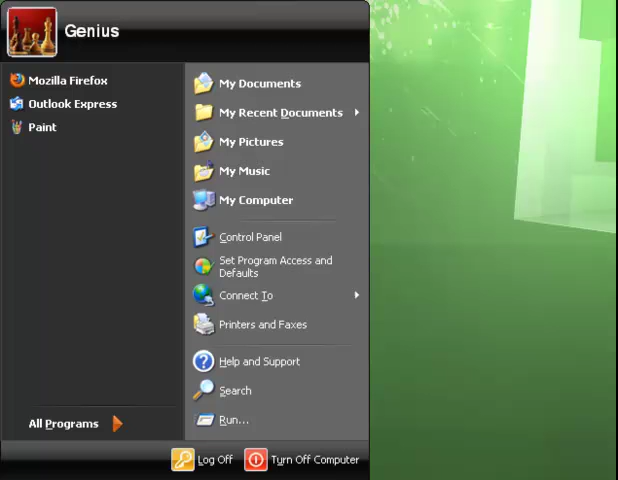 Genius
Mozilla Firefox
Outlook Express
Paint
All Programs
My Documents
My Recent Documents
My Pictures
My Music
My Computer
Control Panel
Set Program Access and
Defaults
Connect To
Printers and Faxes
Help and Support
Search
Run...
Log Off
Turn Off Computer